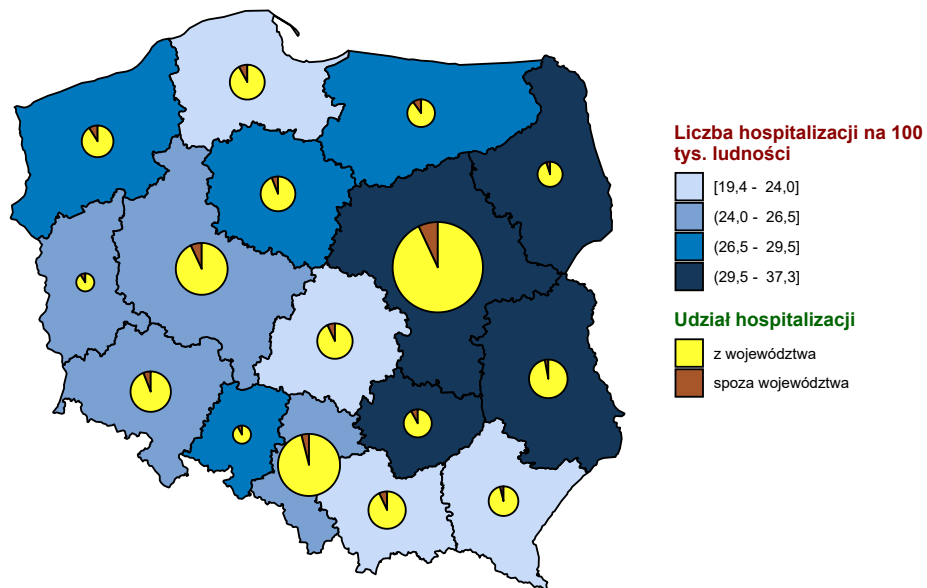 Liczba hospitalizacji na 100
tys. ludności
[19,4 - 24,0]
(24,0 - 26,5]
(26,5 - 29,5]
(29,5 - 37,3]
Udział hospitalizacji
z województwa
spoza województwa